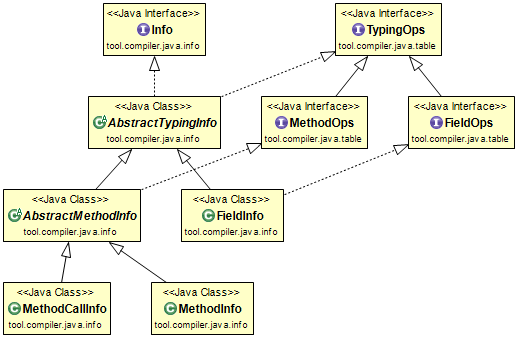 <<Java Interface>>
I Info
tool.compiler.java.info
<<Java Interface>>
I TypingOps
tool.compiler.java.table
<<Java Class>>
CA AbstractTypingInfo
tool.compiler.java.info
<<Java Interface>>
I MethodOps
tool.compiler.java.table
<<Java Interface>>
I FieldOps
tool.compiler.java.table
<<Java Class>>
CA AbstractMethodInfo
tool.compiler.java.info
<<Java Class>>
C FieldInfo
tool.compiler.java.info
<<Java Class>>
C MethodCallInfo
tool.compiler.java.info
<<Java Class>>
C MethodInfo
tool.compiler.java.info